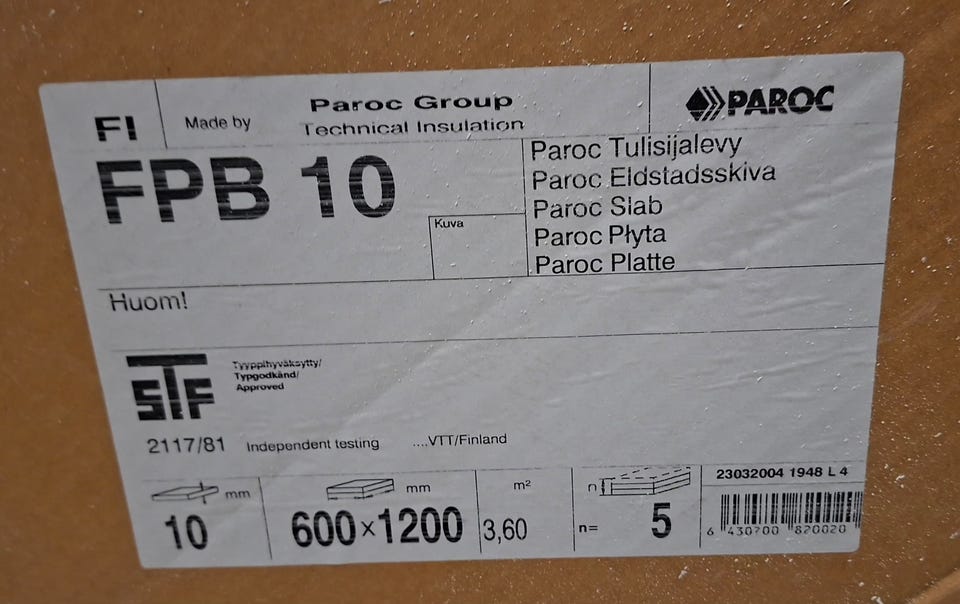 FI
Made by
Paroc Group
Technical Insulation
PAROC
FPB 10
Kuva
Paroc Tulisijalevy
Paroc Eldstadsskiva
Paroc Slab
Paroc Płyta
Paroc Platte
Huom!
STF
Tyyppihyväksytty/
Typgodkänd/
Approved
2117/81 Independent testing ....VTT/Finland
mm
10
mm
600×1200
m²
3,60
n
n= 5
23032004 1948 L 4
6 430700 820020